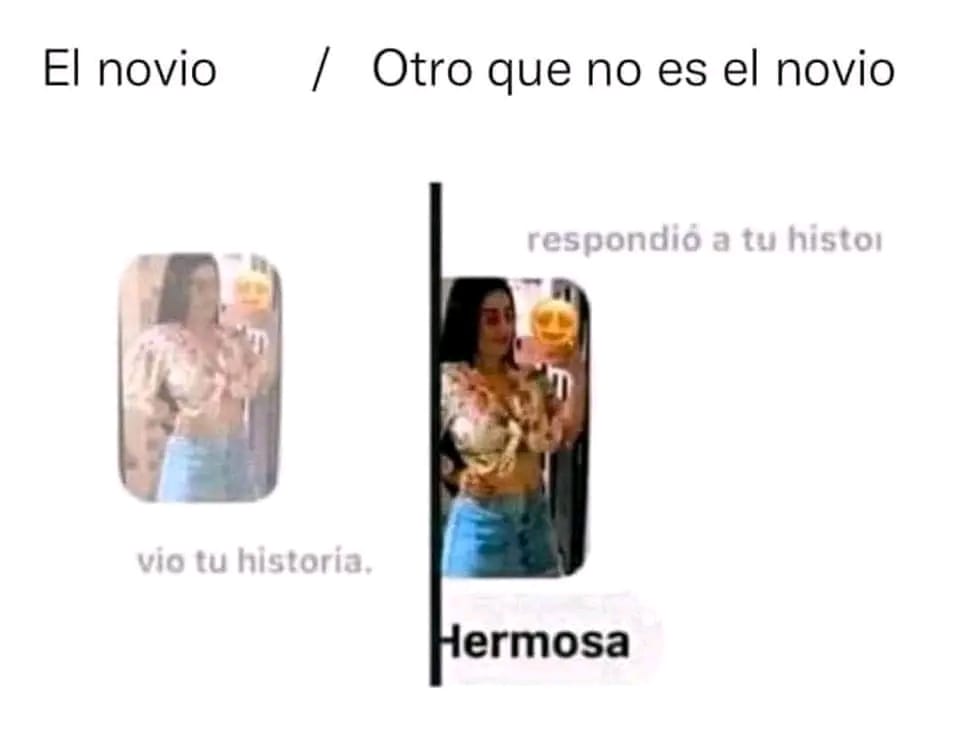 El novio / Otro que no es el novio
vio tu historia.
respondió a tu histor
Hermosa